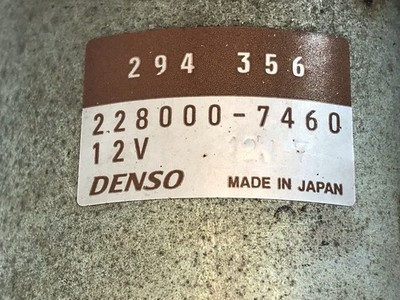 294 356
228000-7460
12V
DENSO MADE IN JAPAN